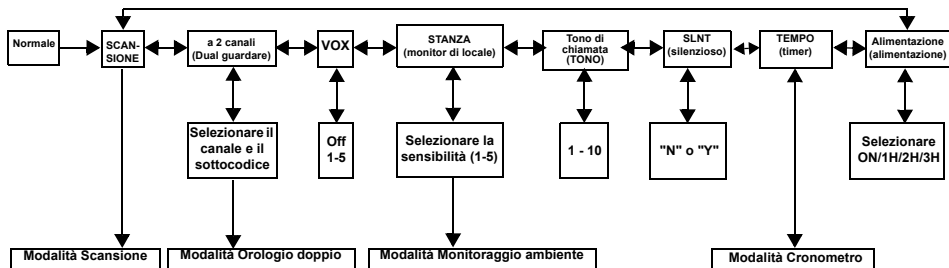 Normale
SCAN-
SIONE
a 2 canali
(Dual guardare)
VOX
STANZA
(monitor di locale)
Tono di
chiamata
(TONO)
SLNT
(silenzioso)
TEMPO
(timer)
Alimentazione
(alimentazione)
Selezionare il
canale e il
sottocodice
Off
1-5
Selezionare la
sensibilità (1-5)
1 - 10
"N" o "Y"
Selezionare
ON/1H/2H/3H
Modalità Scansione
Modalità Orologio doppio
Modalità Monitoraggio ambiente
Modalità Cronometro